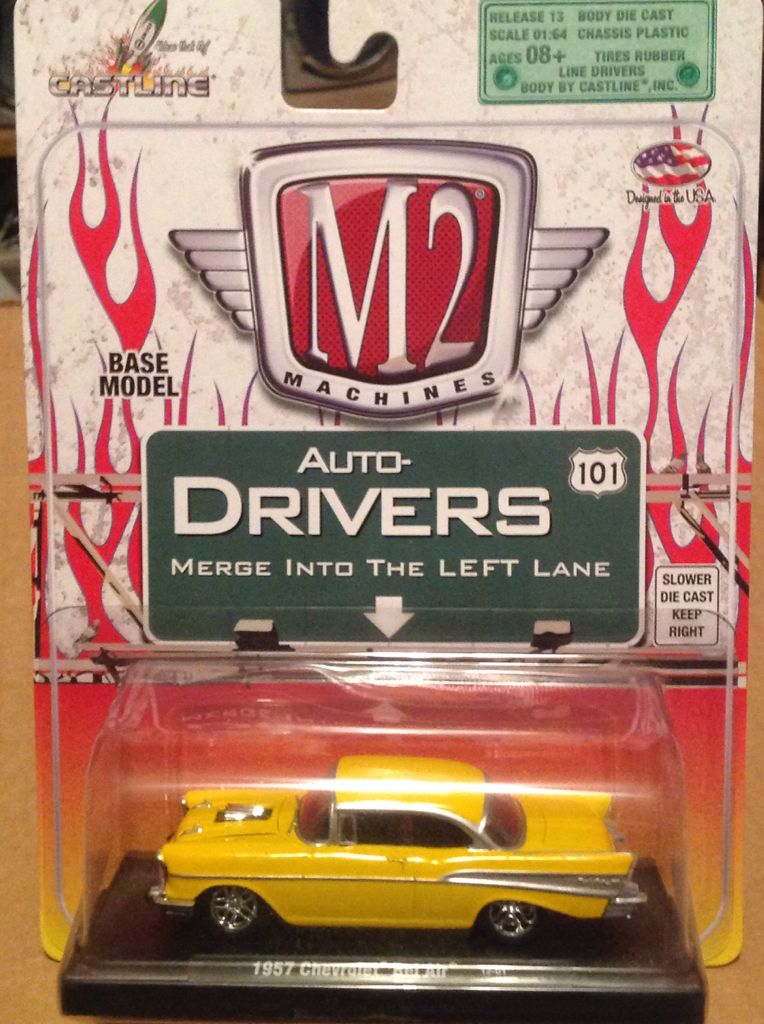 RELEASE 13 BODY DIE CAST
SCALE 01:64 CHASSIS PLASTIC
AGES 08+ TIRES RUBBER
LINE DRIVERS
BODY BY CASTLINE™, INC.
CASTLINE®
Designed in the U.S.A.
M2®
MACHINES
BASE
MODEL
AUTO-
DRIVERS
101
MERGE INTO THE LEFT LANE
SLOWER
DIE CAST
KEEP
RIGHT
1957 Chevrolet® Bel Air®